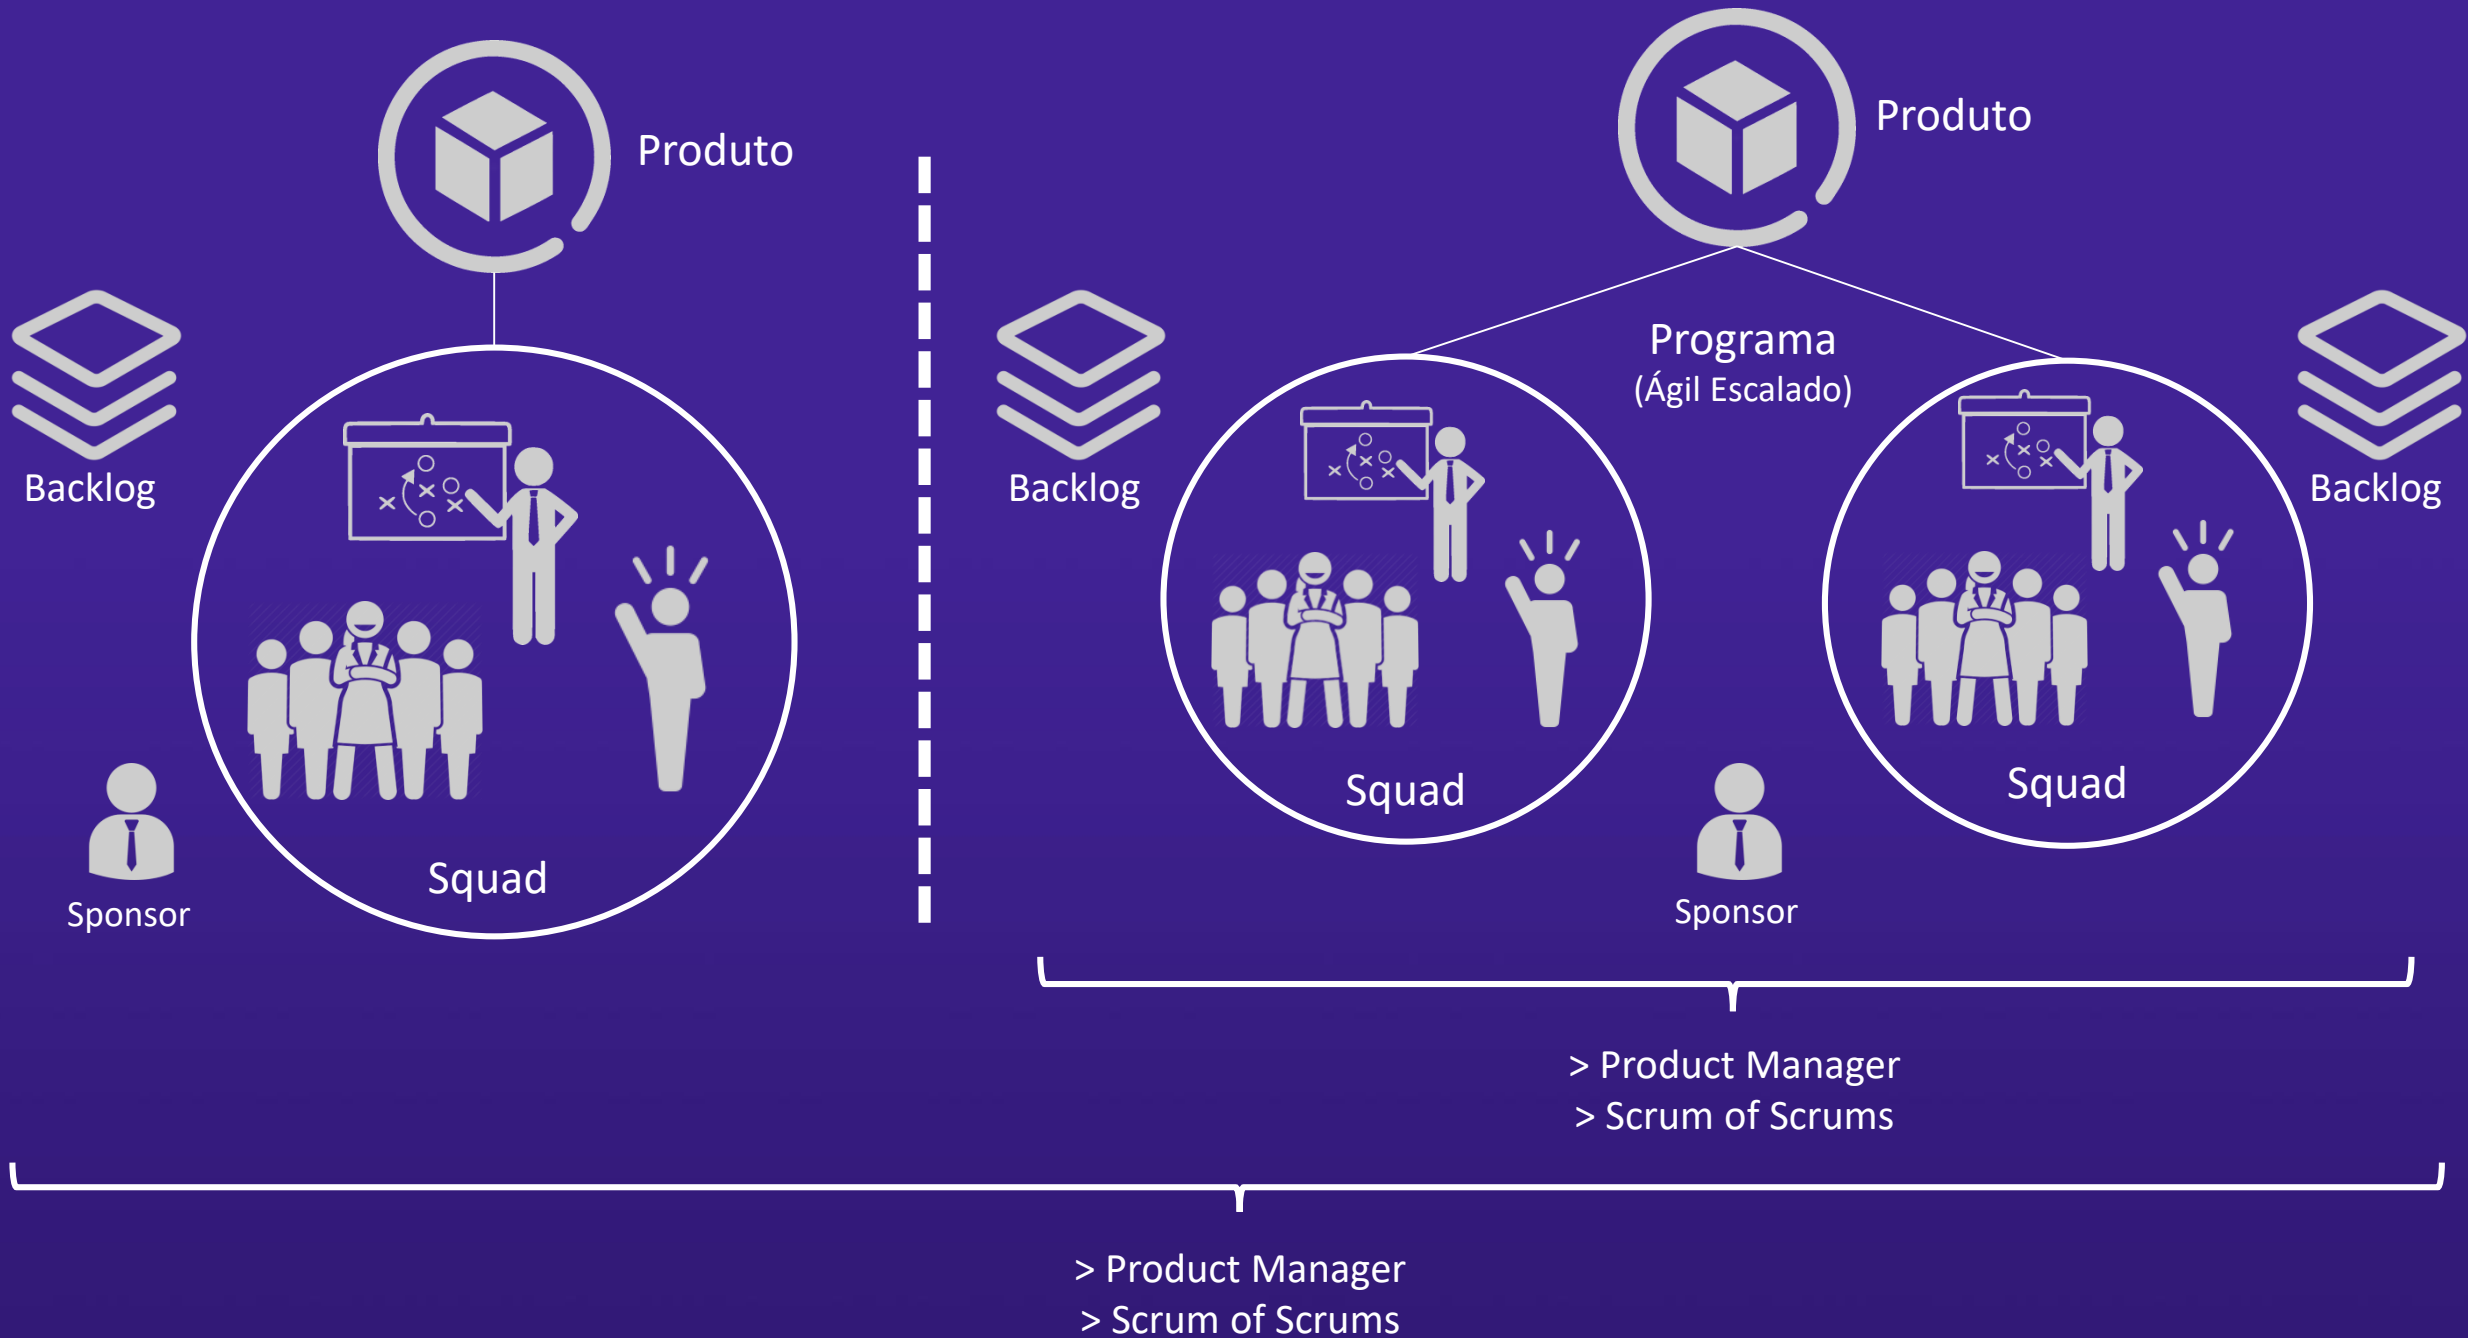 Produto
Backlog
Squad
Sponsor
Produto
Programa
(Ágil Escalado)
Backlog
Backlog
Squad
Squad
Sponsor
> Product Manager
> Scrum of Scrums
> Product Manager
> Scrum of Scrums